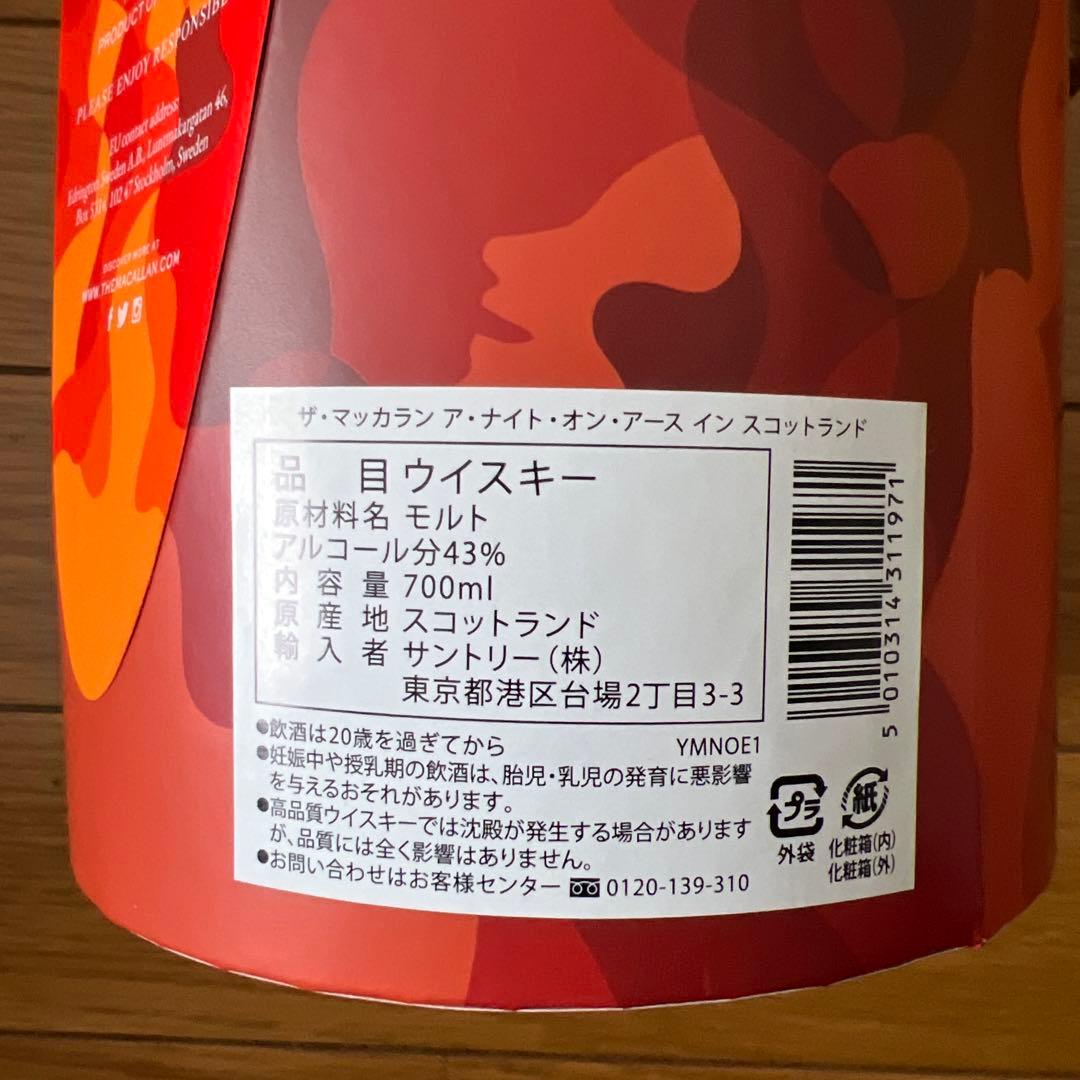 PRODUCT OF
PLEASE ENJOY RESPONSIBL
EU contact address:
Edrington Sweden A.B., Lunmakargatan 46,
Box 5314, 102 47 Stockholm, Sweden
DISCOVER MORE AT
WWW.THEMACALLAN.COM
ザ・マッカラン ア・ナイト・オン・アース イン スコットランド
品 目 ウイスキー
原材料名 モルト
アルコール分43%
内容量 700ml
原産地 スコットランド
輸入者 サントリー(株)
東京都港区台場2丁目3-3
5 010314 311971
●飲酒は20歳を過ぎてから YMNOE1
●妊娠中や授乳期の飲酒は、胎児・乳児の発育に悪影響
を与えるおそれがあります。
●高品質ウイスキーでは沈殿が発生する場合があります
が、品質には全く影響はありません。
●お問い合わせはお客様センター 0120-139-310
プラ
外袋
紙
化粧箱(内)
化粧箱(外)